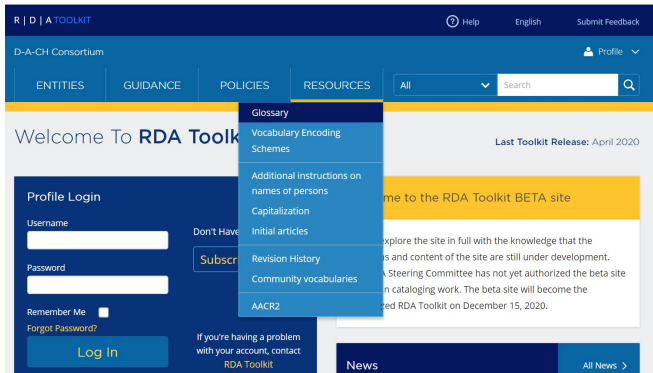 R | D | A TOOLKIT
? Help English Submit Feedback
D-A-CH Consortium
Profile
ENTITIES GUIDANCE POLICIES RESOURCES All Search
Glossary
Vocabulary Encoding
Schemes
Additional instructions on
names of persons
Capitalization
Initial articles
Revision History
Community vocabularies
AACR2
Welcome To RDA Toolk
Last Toolkit Release: April 2020
Profile Login
Username
Password
Remember Me
Forgot Password?
Log In
Don't Have
Subscr
If you're having a problem
with your account, contact
RDA Toolkit
me to the RDA Toolkit BETA site
explore the site in full with the knowledge that the
s and content of the site are still under development.
Steering Committee has not yet authorized the beta site
n cataloging work. The beta site will become the
zed RDA Toolkit on December 15, 2020.
News
All News >